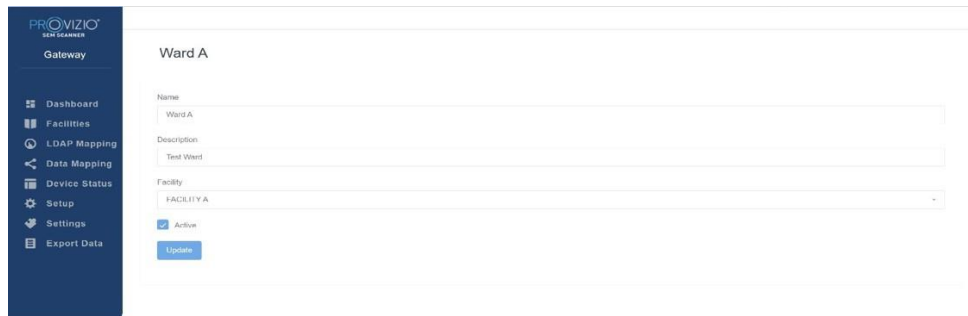 PROVIZIO®
SEM SCANNER
Gateway
Dashboard
Facilities
LDAP Mapping
Data Mapping
Device Status
Setup
Settings
Export Data
Ward A
Name
Ward A
Description
Test Ward
Facility
FACILITY A
Active
Update